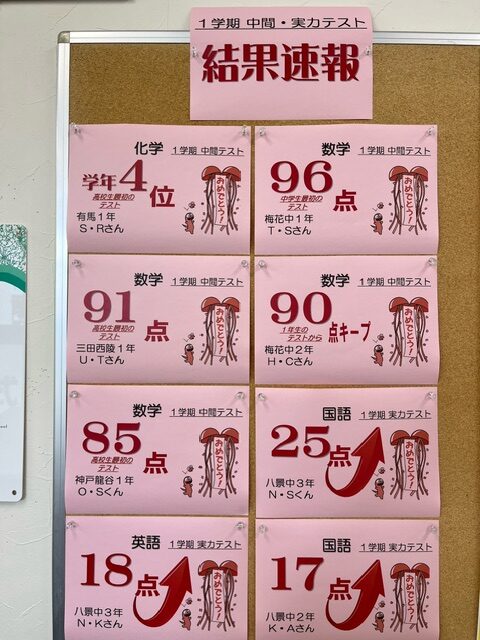 1学期 中間・実力テスト
結果速報
化学 1学期 中間テスト
学年4位
高校生最初の
テスト
おめでとう!
有馬1年
S・Rさん
数学 1学期 中間テスト
96点
中学生最初の
テスト
おめでとう!
梅花中1年
T・Sさん
数学 1学期 中間テスト
91点
高校生最初の
テスト
おめでとう!
三田西陵1年
U・Tさん
数学 1学期 中間テスト
90点キープ
1年生の
テストから
おめでとう!
梅花中2年
H・Cさん
数学 1学期 中間テスト
85点
高校生最初の
テスト
おめでとう!
神戸龍谷1年
O・Sくん
国語 1学期 実力テスト
25点
おめでとう!
八景中3年
N・Sくん
英語 1学期 実力テスト
18点
おめでとう!
八景中3年
N・Kさん
国語 1学期 実力テスト
17点
おめでとう!
八景中2年
K・Aさん